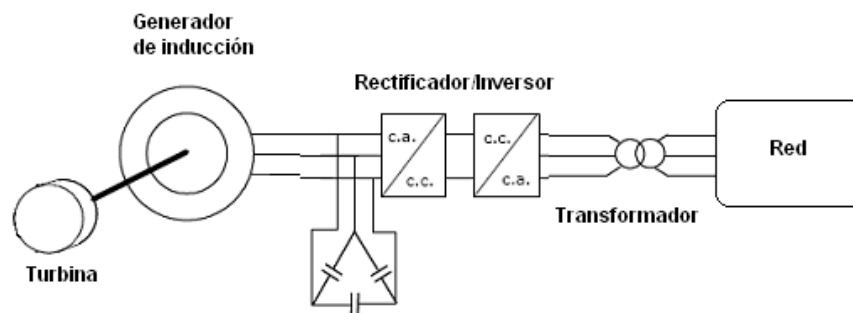 Generador
de inducción
Rectificador/Inversor
c.a.
c.c.
c.c.
c.a.
Red
Transformador
Turbina